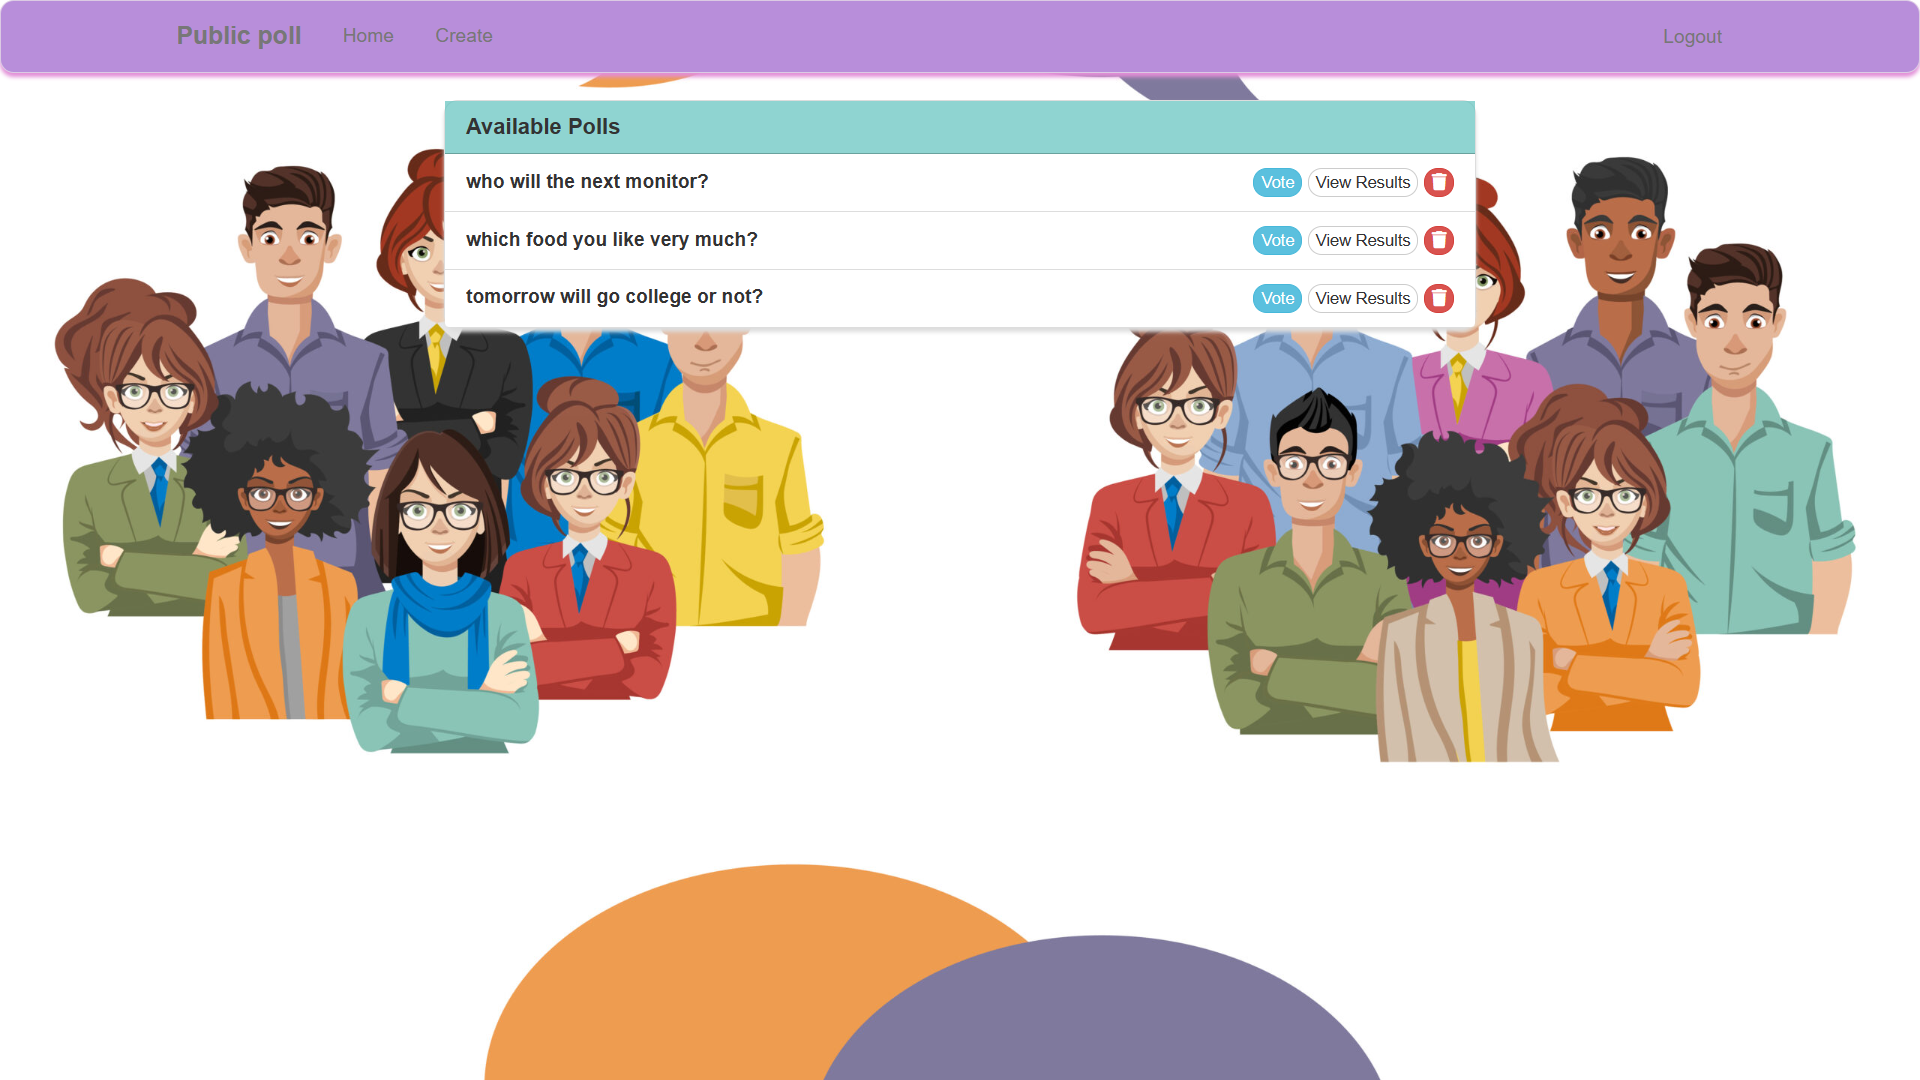 Public poll Home Create Logout
Available Polls
who will the next monitor? Vote View Results
which food you like very much? Vote View Results
tomorrow will go college or not? Vote View Results